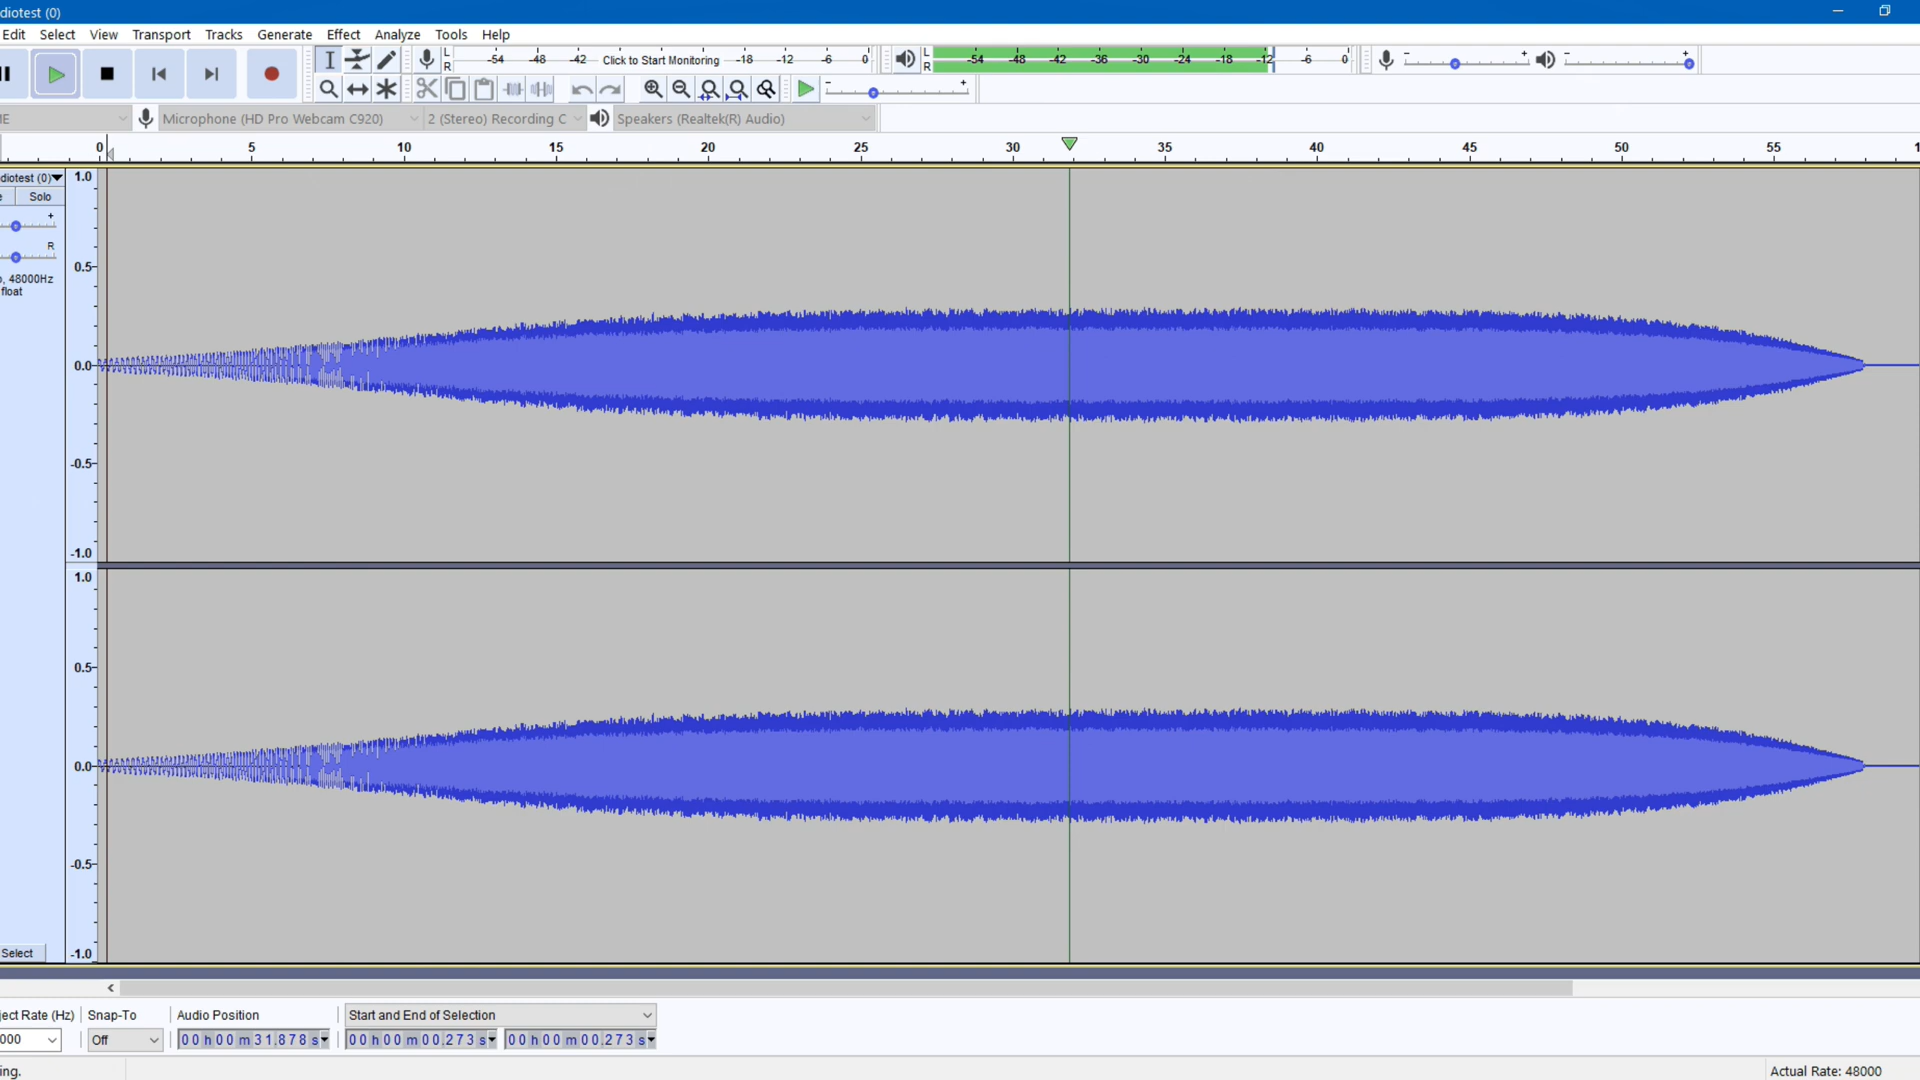 diotest (0)
Edit Select View Transport Tracks Generate Effect Analyze Tools Help
L R -54 -48 -42 Click to Start Monitoring -18 -12 -6 0 L R -54 -48 -42 -36 -30 -24 -18 -12 -6 0 - + - +
- +
ME Microphone (HD Pro Webcam C920) 2 (Stereo) Recording C Speakers (Realtek(R) Audio)
0 5 10 15 20 25 30 35 40 45 50 55 1
diotest (0) 1.0
e Solo
+
R
0.5
o, 48000Hz
float
0.0
-0.5
-1.0
1.0
0.5
0.0
-0.5
Select -1.0
ject Rate (Hz) Snap-To Audio Position Start and End of Selection
000 Off 00 h 00 m 31.878 s 00 h 00 m 00.273 s 00 h 00 m 00.273 s
ing. Actual Rate: 48000